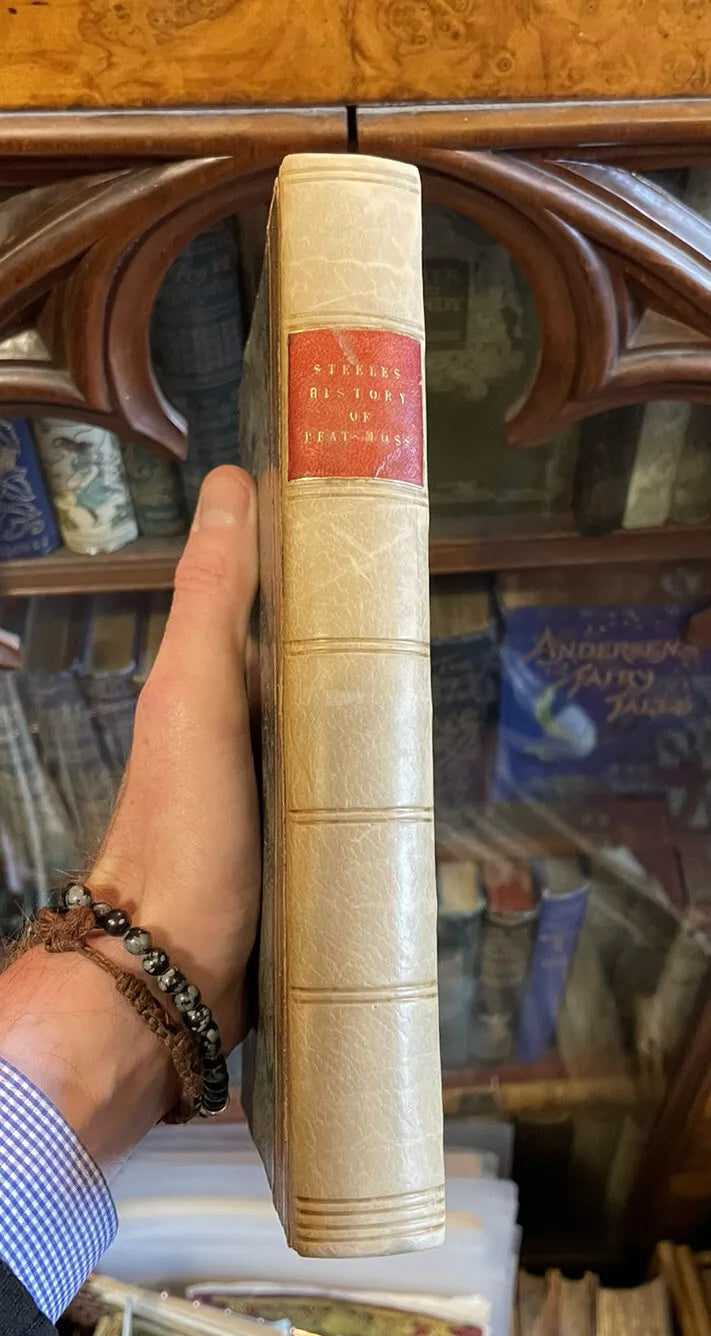 STEELE'S
HISTORY
OF
PEAT-MOSS
ANDERSEN'S
FAIRY
TALES